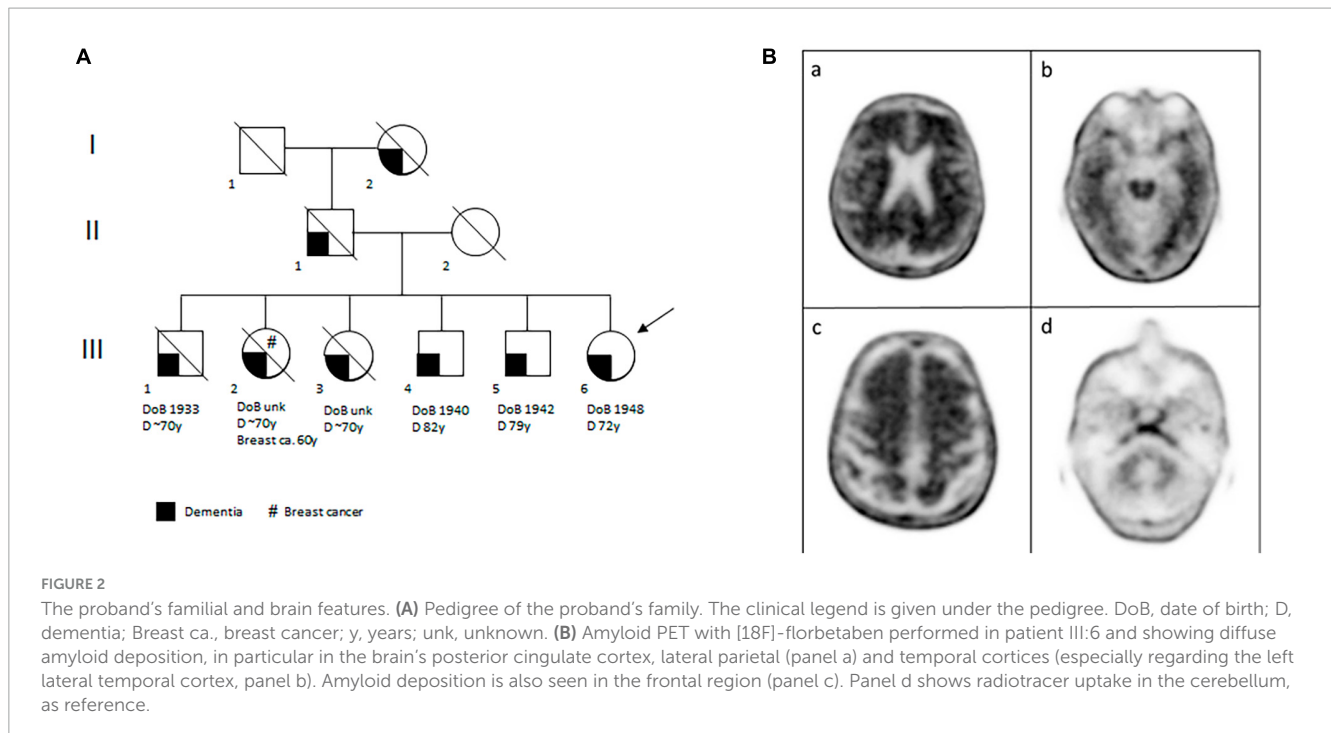 A
I
1
2
II
1
2
III
1
2
3
4
5
6
#
DoB 1933
D ~70y
DoB unk
D ~70y
Breast ca. 60y
DoB unk
D ~70y
DoB 1940
D 82y
DoB 1942
D 79y
DoB 1948
D 72y
Dementia # Breast cancer
B
a
b
c
d
FIGURE 2
The proband's familial and brain features. (A) Pedigree of the proband's family. The clinical legend is given under the pedigree. DoB, date of birth; D,
dementia; Breast ca., breast cancer; y, years; unk, unknown. (B) Amyloid PET with [18F]-florbetaben performed in patient III:6 and showing diffuse
amyloid deposition, in particular in the brain's posterior cingulate cortex, lateral parietal (panel a) and temporal cortices (especially regarding the left
lateral temporal cortex, panel b). Amyloid deposition is also seen in the frontal region (panel c). Panel d shows radiotracer uptake in the cerebellum,
as reference.